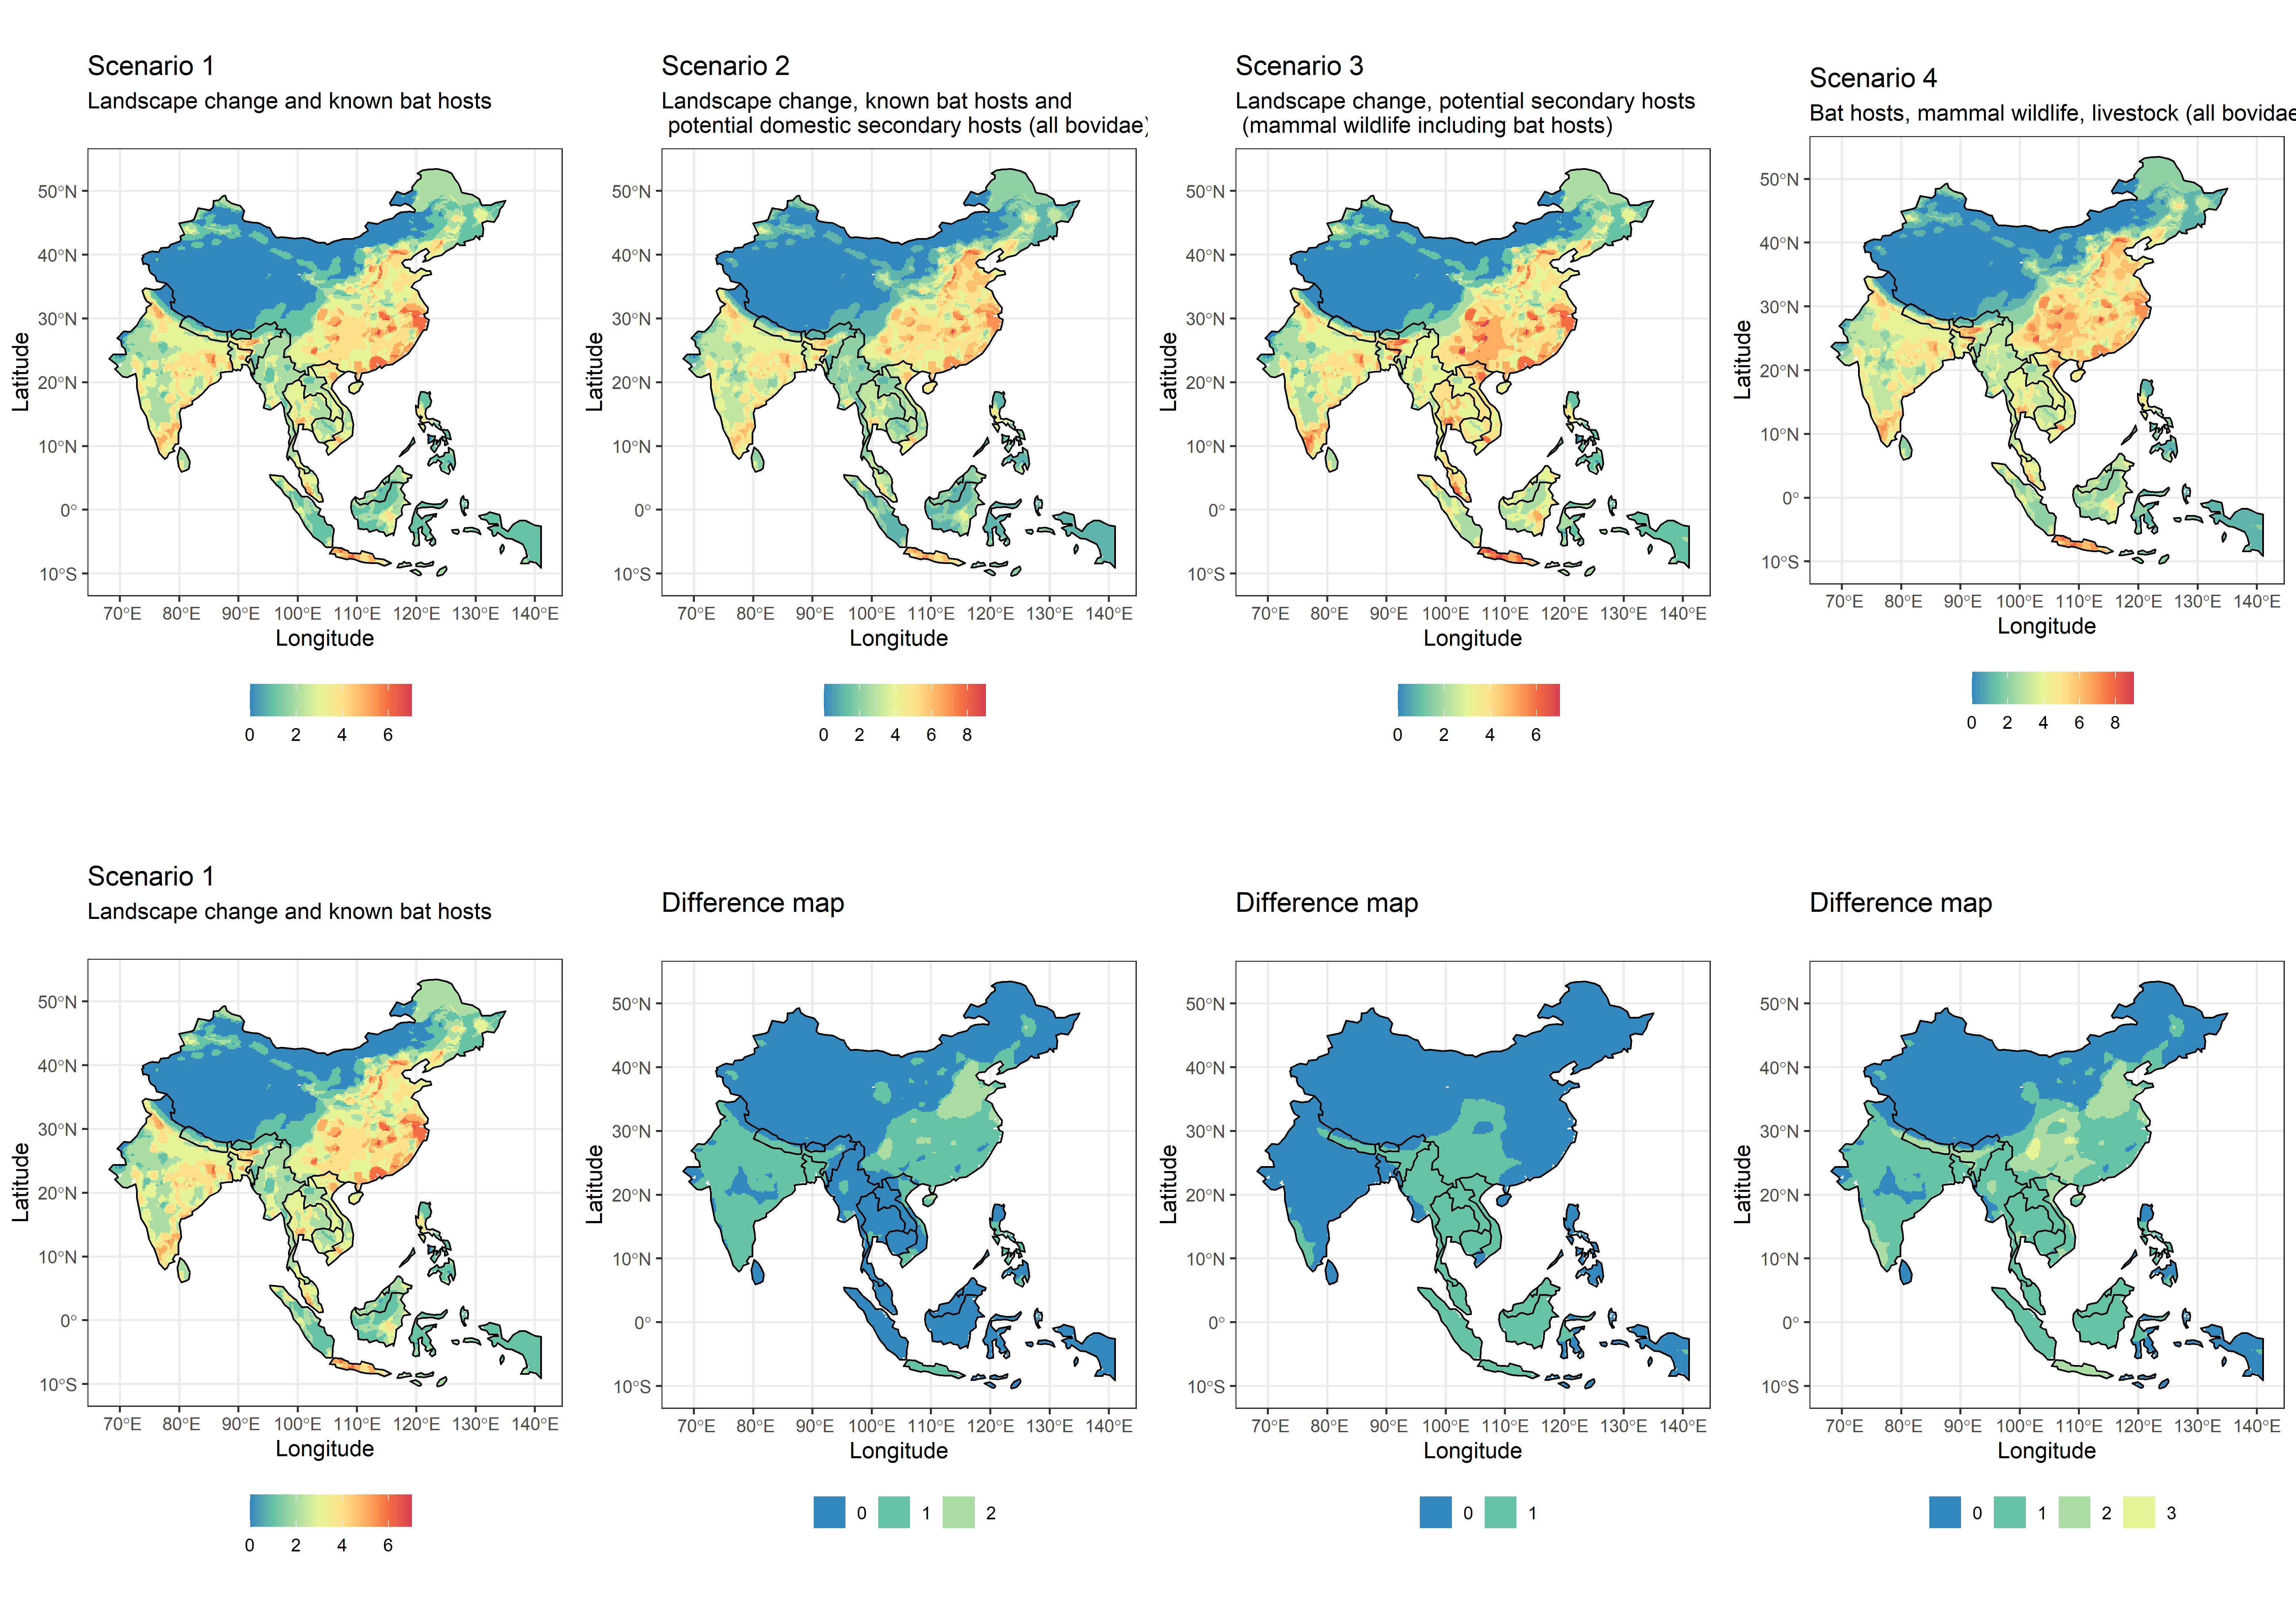 Scenario 1
Landscape change and known bat hosts
50°N
40°N
30°N
20°N
10°N
0°
10°S
Latitude
70°E 80°E 90°E 100°E 110°E 120°E 130°E 140°E
Longitude
0 2 4 6
Scenario 2
Landscape change, known bat hosts and
potential domestic secondary hosts (all bovidae)
50°N
40°N
30°N
20°N
10°N
0°
10°S
Latitude
70°E 80°E 90°E 100°E 110°E 120°E 130°E 140°E
Longitude
0 2 4 6 8
Scenario 3
Landscape change, potential secondary hosts
(mammal wildlife including bat hosts)
50°N
40°N
30°N
20°N
10°N
0°
10°S
Latitude
70°E 80°E 90°E 100°E 110°E 120°E 130°E 140°E
Longitude
0 2 4 6
Scenario 4
Bat hosts, mammal wildlife, livestock (all bovidae
50°N
40°N
30°N
20°N
10°N
0°
10°S
Latitude
70°E 80°E 90°E 100°E 110°E 120°E 130°E 140°E
Longitude
0 2 4 6 8
Scenario 1
Landscape change and known bat hosts
50°N
40°N
30°N
20°N
10°N
0°
10°S
Latitude
70°E 80°E 90°E 100°E 110°E 120°E 130°E 140°E
Longitude
0 2 4 6
Difference map
50°N
40°N
30°N
20°N
10°N
0°
10°S
Latitude
70°E 80°E 90°E 100°E 110°E 120°E 130°E 140°E
Longitude
0 1 2
Difference map
50°N
40°N
30°N
20°N
10°N
0°
10°S
Latitude
70°E 80°E 90°E 100°E 110°E 120°E 130°E 140°E
Longitude
0 1
Difference map
50°N
40°N
30°N
20°N
10°N
0°
10°S
Latitude
70°E 80°E 90°E 100°E 110°E 120°E 130°E 140°E
Longitude
0 1 2 3